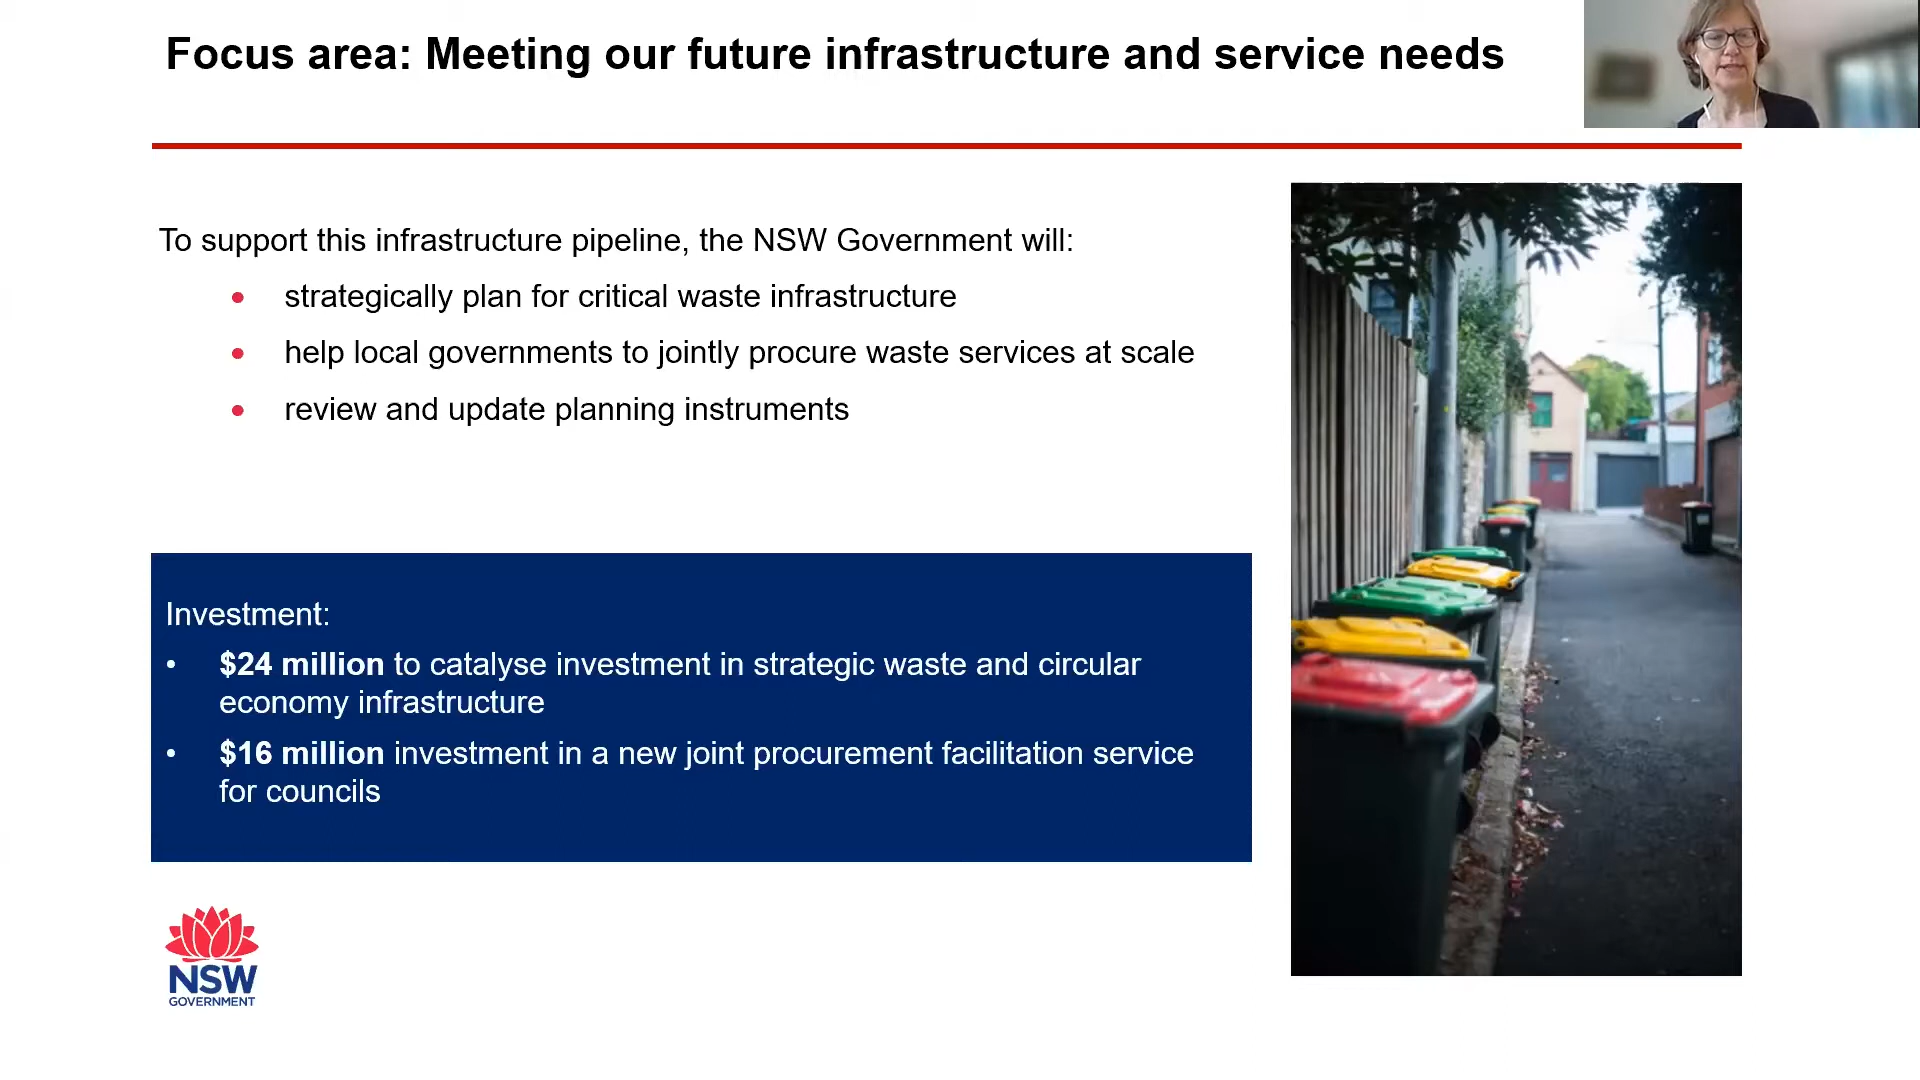 Focus area: Meeting our future infrastructure and service needs
To support this infrastructure pipeline, the NSW Government will:
• strategically plan for critical waste infrastructure
• help local governments to jointly procure waste services at scale
• review and update planning instruments
Investment:
• $24 million to catalyse investment in strategic waste and circular
economy infrastructure
• $16 million investment in a new joint procurement facilitation service
for councils
NSW
GOVERNMENT